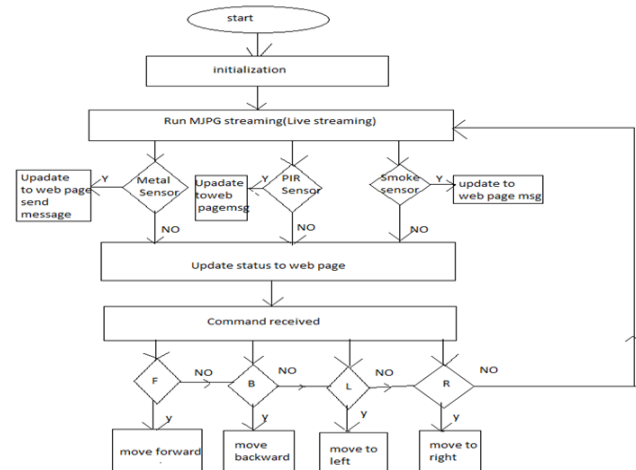 start
initialization
Run MJPG streaming(Live streaming)
Upadate
to web page
send
message
Y
Metal
Sensor
Upadate
toweb
pagemsg
Y
PIR
Sensor
Smoke
sensor
Y
update to
web page msg
NO
NO
NO
Update status to web page
Command received
F
NO
B
NO
L
NO
R
NO
y
y
y
y
move forward
move
backward
move to
left
move to
right